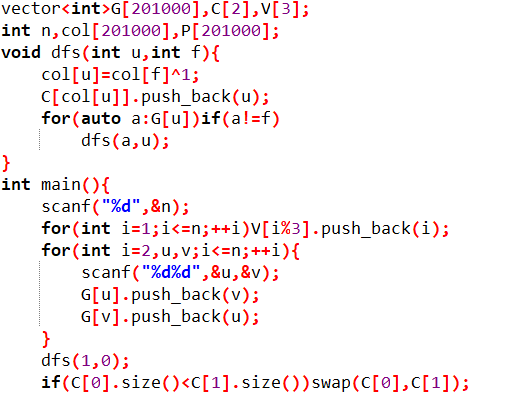 vector<int>G[201000],C[2],V[3];
int n,col[201000],P[201000];
void dfs(int u,int f){
    col[u]=col[f]^1;
    C[col[u]].push_back(u);
    for(auto a:G[u])if(a!=f)
        dfs(a,u);
}
int main(){
    scanf("%d",&n);
    for(int i=1;i<=n;++i)V[i%3].push_back(i);
    for(int i=2,u,v;i<=n;++i){
        scanf("%d%d",&u,&v);
        G[u].push_back(v);
        G[v].push_back(u);
    }
    dfs(1,0);
    if(C[0].size()<C[1].size())swap(C[0],C[1]);